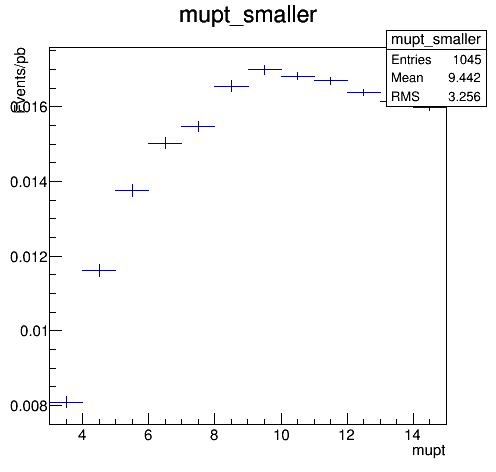 mupt_smaller
mupt_smaller
Entries 1045
Mean 9.442
RMS 3.256
Events/pb
0.016
0.014
0.012
0.01
0.008
4 6 8 10 12 14
mupt